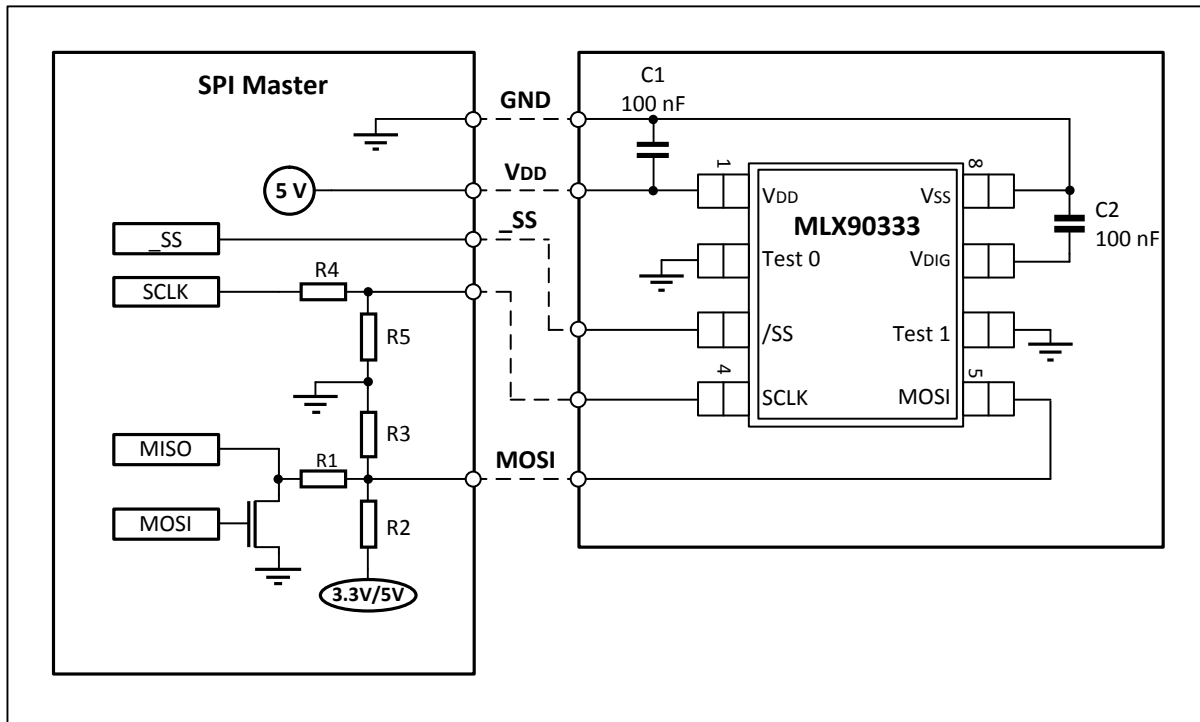 SPI Master
GND
VDD
_SS
5 V
_SS
SCLK
R4
R5
R3
MISO
R1
MOSI
MOSI
R2
3.3V/5V
C1
100 nF
1
8
VDD
VSS
MLX90333
C2
100 nF
Test 0
VDIG
/SS
Test 1
4
5
SCLK
MOSI